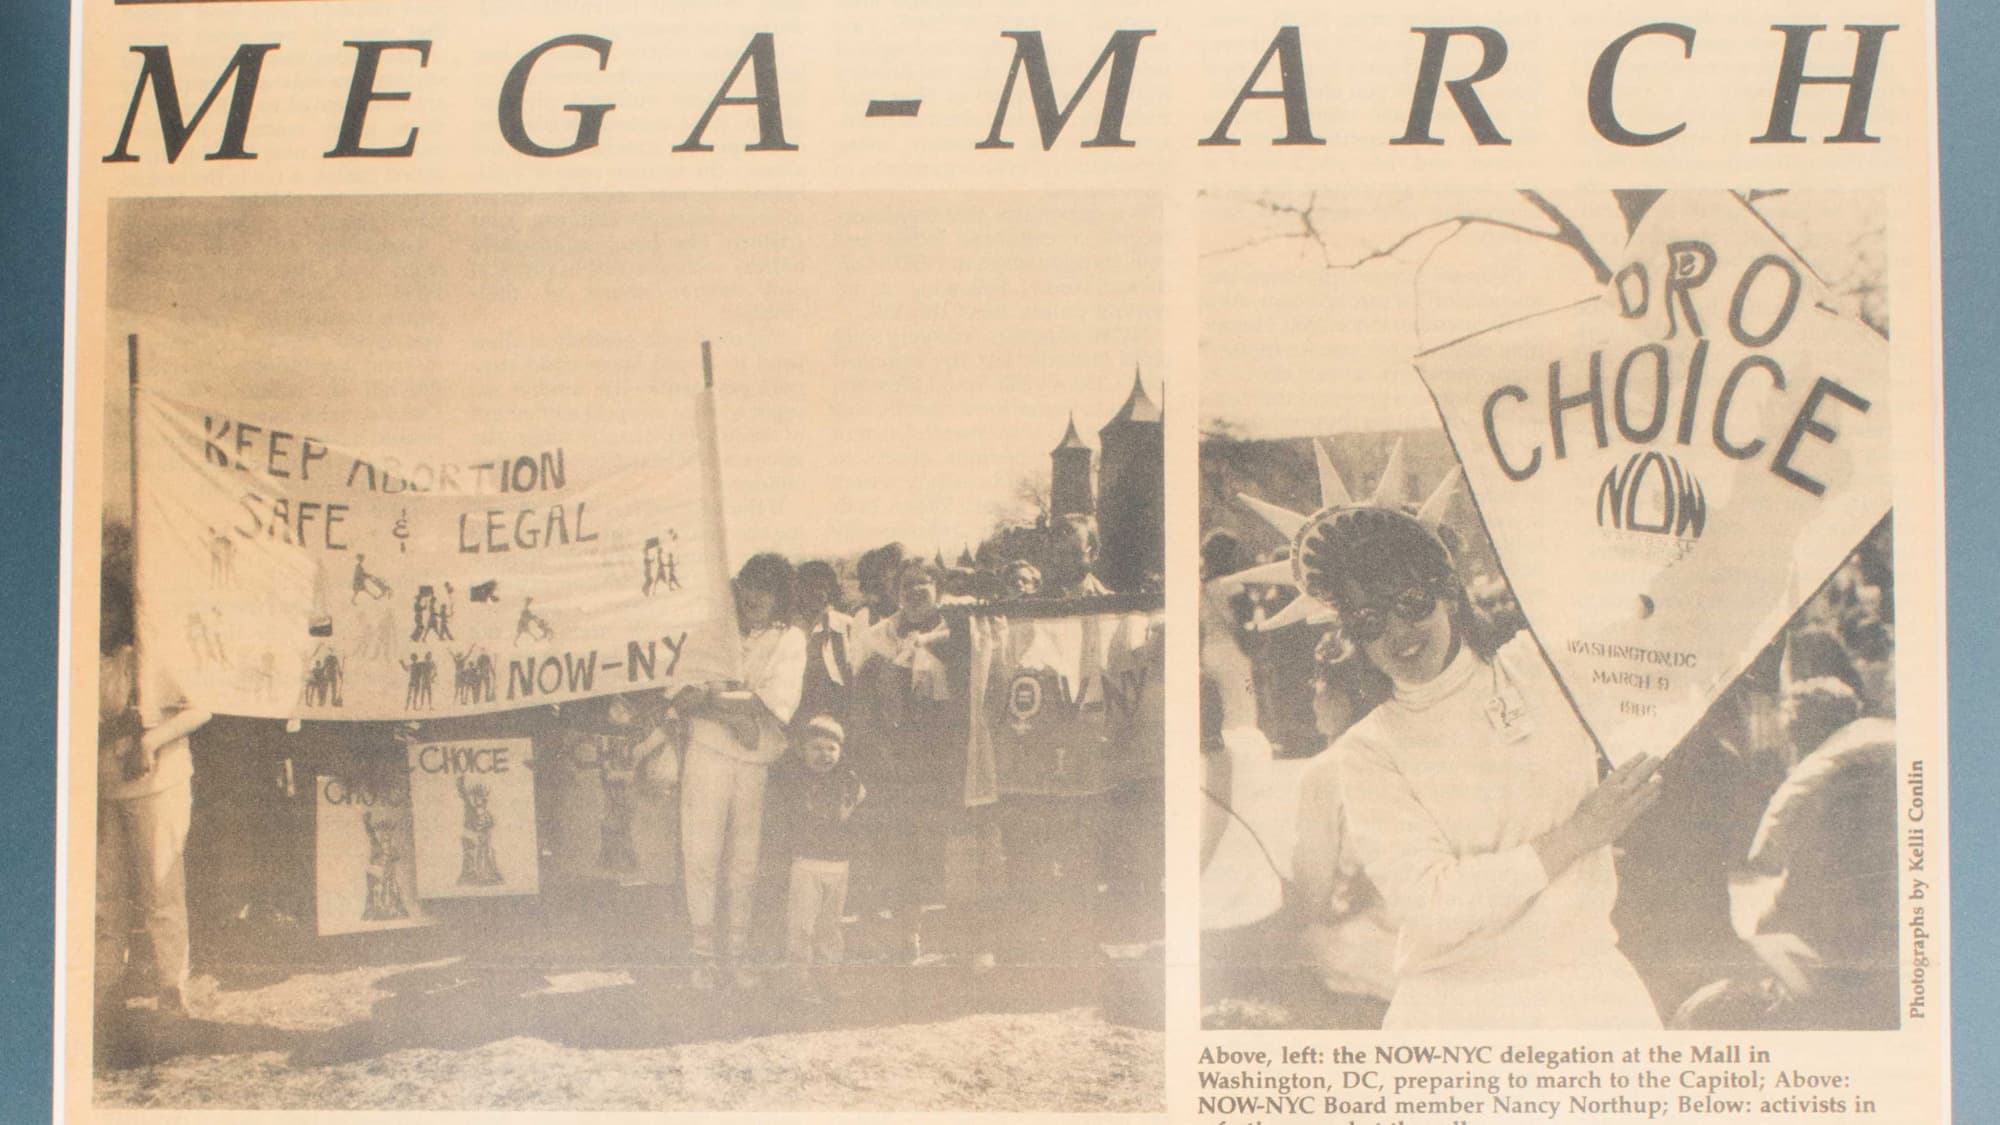 MEGA-MARCH
KEEP ABORTION
SAFE & LEGAL
NOW-NY
CHOICE
CHOICE
PRO
CHOICE
NOW
WASHINGTON, DC
MARCH 9
1986
Photographs by Kelli Conlin
Above, left: the NOW-NYC delegation at the Mall in
Washington, DC, preparing to march to the Capitol; Above:
NOW-NYC Board member Nancy Northup; Below: activists in